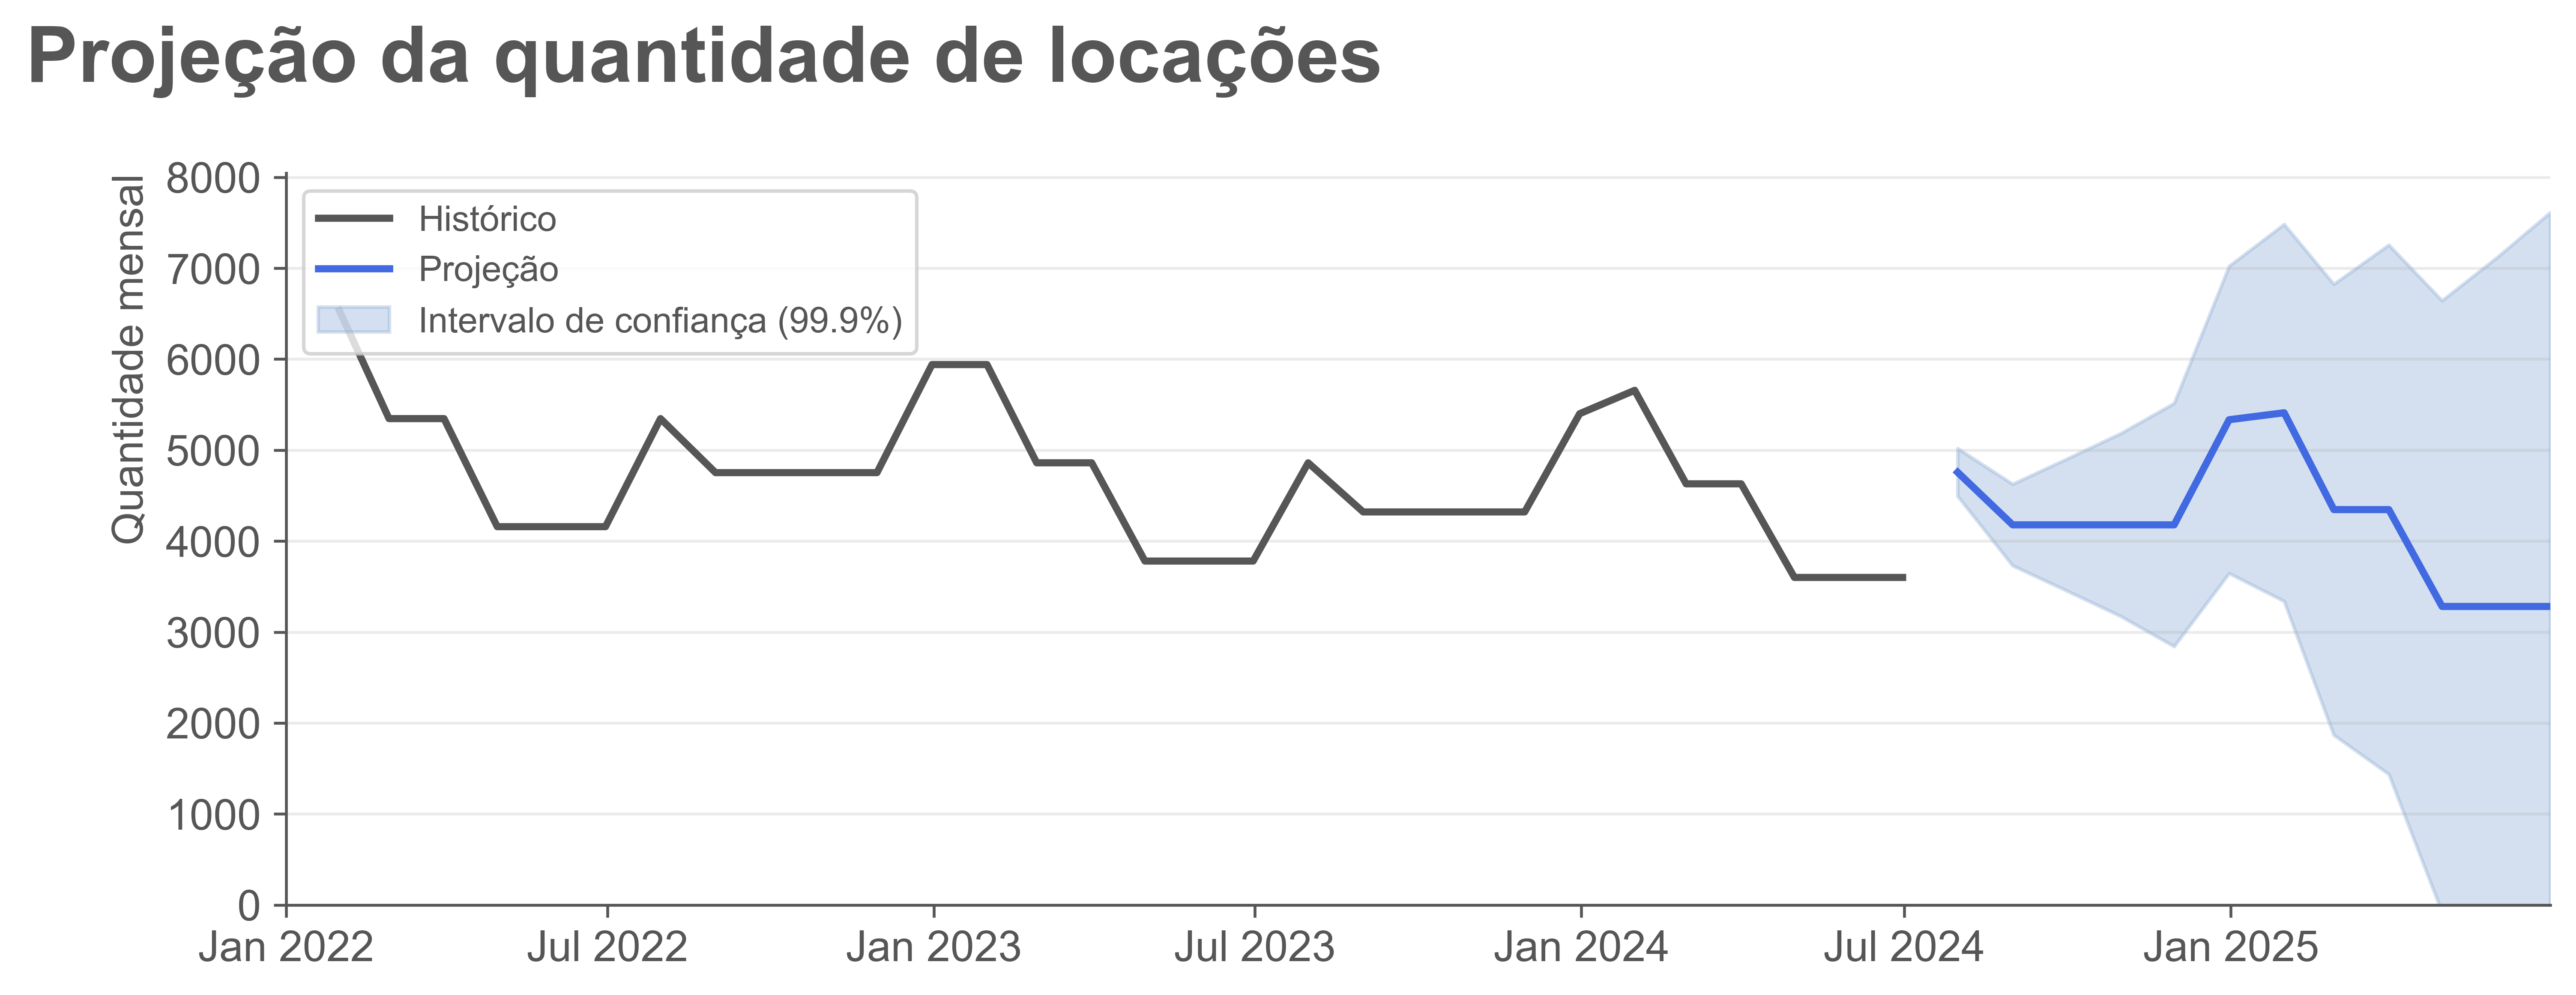 Projeção da quantidade de locações
Quantidade mensal
8000
7000
6000
5000
4000
3000
2000
1000
0
Histórico
Projeção
Intervalo de confiança (99.9%)
Jan 2022
Jul 2022
Jan 2023
Jul 2023
Jan 2024
Jul 2024
Jan 2025